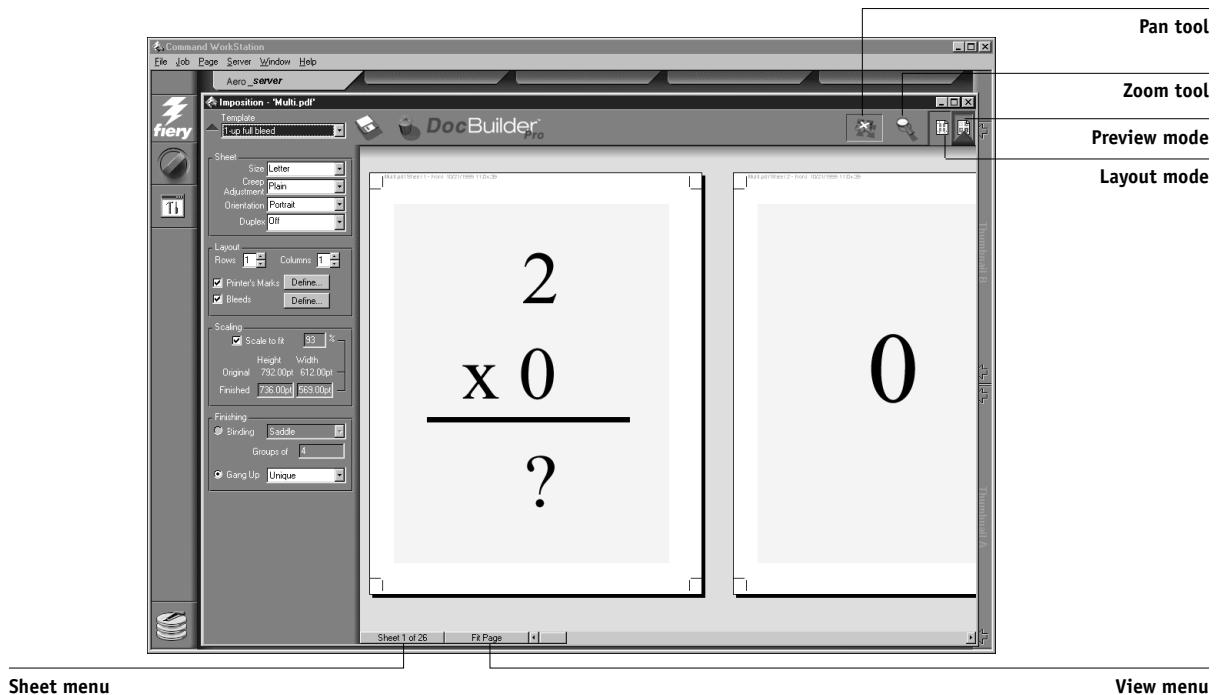 Pan tool
Zoom tool
Preview mode
Layout mode
Command WorkStation
File Job Page Server Window Help
Aero_server
Imposition - 'Multi.pdf'
fiery
Template
1-up full bleed
DocBuilder Pro
Sheet
Size Letter
Creep Adjustment Plain
Orientation Portrait
Duplex Off
Layout
Rows 1 Columns 1
Printer's Marks Define...
Bleeds Define...
Scaling
Scale to fit 93 %
Height Width
Original 792.00pt 612.00pt
Finished 736.00pt 569.00pt
Finishing
Binding Saddle
Groups of 4
Gang Up Unique
2
x 0
?
0
Thumbnail B
Thumbnail A
Sheet 1 of 26 Fit Page
Sheet menu
View menu